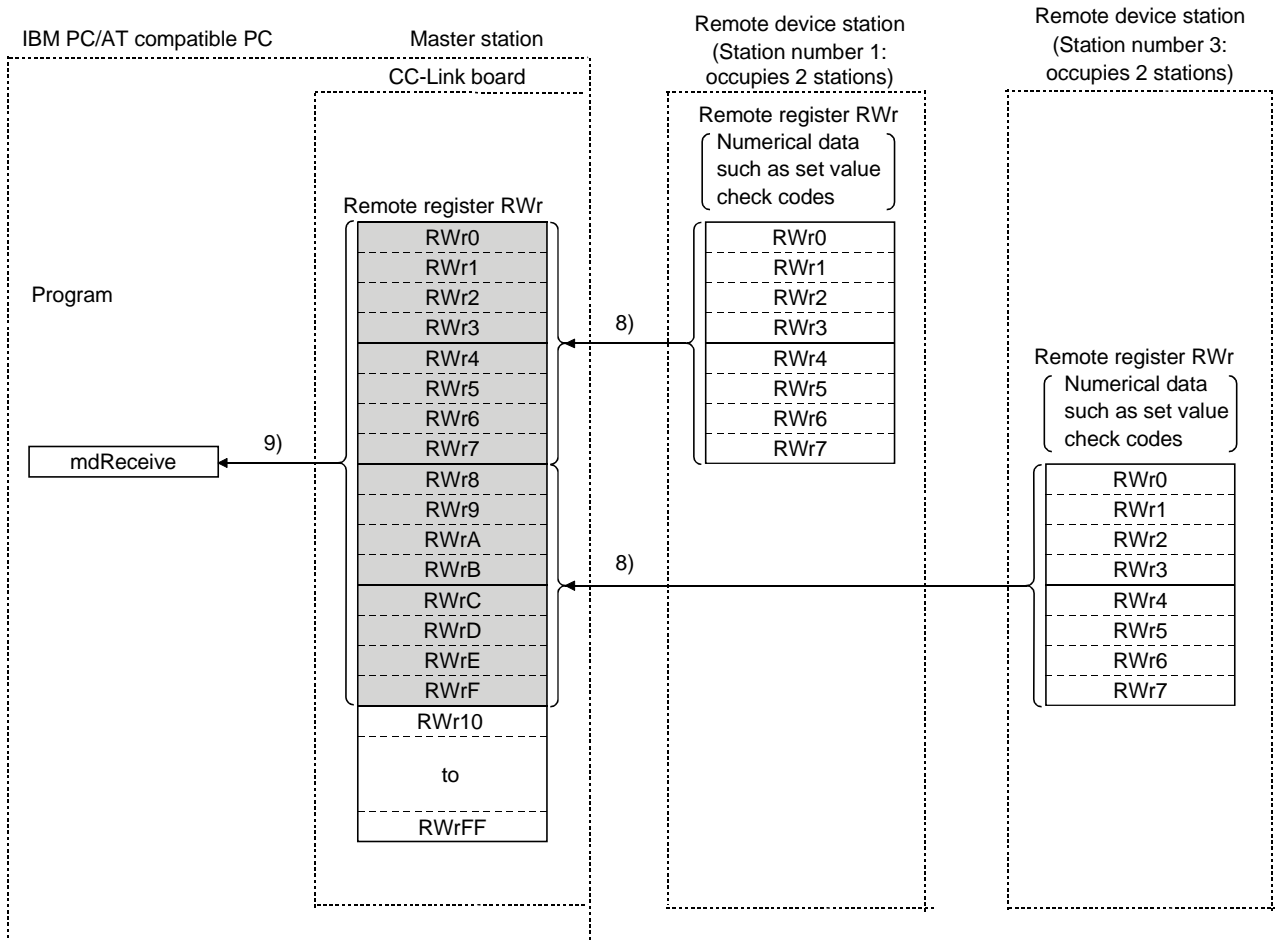 IBM PC/AT compatible PC
Master station
CC-Link board
Remote device station
(Station number 1:
occupies 2 stations)
Remote device station
(Station number 3:
occupies 2 stations)
Program
mdReceive
9)
Remote register RWr
RWr0
RWr1
RWr2
RWr3
RWr4
RWr5
RWr6
RWr7
RWr8
RWr9
RWrA
RWrB
RWrC
RWrD
RWrE
RWrF
RWr10
to
RWrFF
8)
8)
Remote register RWr
Numerical data
such as set value
check codes
RWr0
RWr1
RWr2
RWr3
RWr4
RWr5
RWr6
RWr7
Remote register RWr
Numerical data
such as set value
check codes
RWr0
RWr1
RWr2
RWr3
RWr4
RWr5
RWr6
RWr7